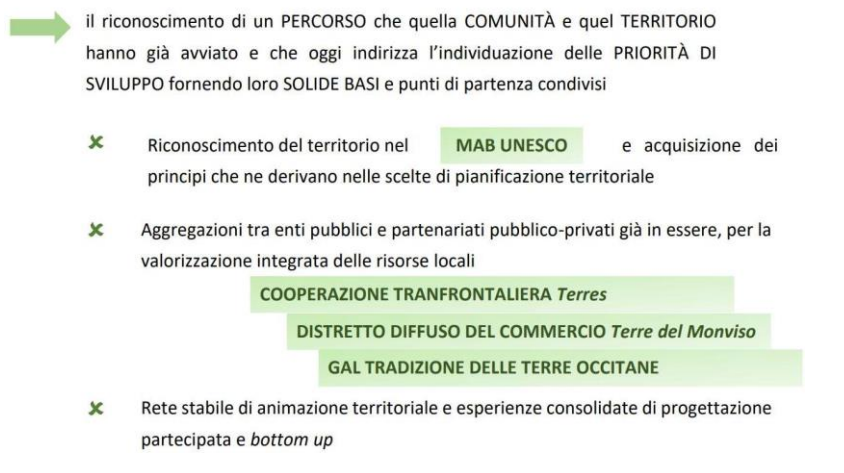 il riconoscimento di un PERCORSO che quella COMUNITÀ e quel TERRITORIO
hanno già avviato e che oggi indirizza l'individuazione delle PRIORITÀ DI
SVILUPPO fornendo loro SOLIDE BASI e punti di partenza condivisi
Riconoscimento del territorio nel MAB UNESCO e acquisizione dei
principi che ne derivano nelle scelte di pianificazione territoriale
Aggregazioni tra enti pubblici e partenariati pubblico-privati già in essere, per la
valorizzazione integrata delle risorse locali
COOPERAZIONE TRANFRONTALIERA Terres
DISTRETTO DIFFUSO DEL COMMERCIO Terre del Monviso
GAL TRADIZIONE DELLE TERRE OCCITANE
Rete stabile di animazione territoriale e esperienze consolidate di progettazione
partecipata e bottom up